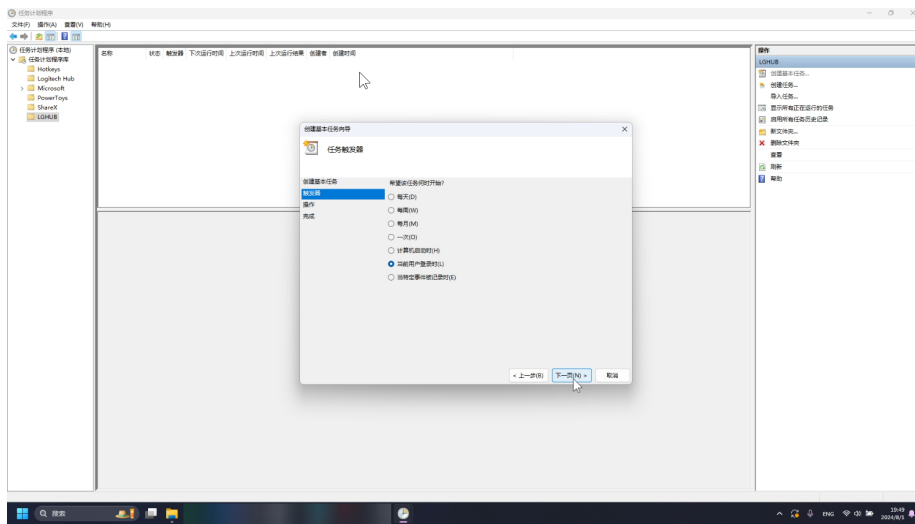 任务计划程序
文件(F) 操作(A) 查看(V) 帮助(H)
任务计划程序 (本地)
任务计划程序库
Hotkeys
Logitech Hub
Microsoft
PowerToys
ShareX
LGHUB
名称 状态 触发器 下次运行时间 上次运行时间 上次运行结果 创建者 创建时间
创建基本任务向导
任务触发器
创建基本任务
触发器
操作
完成
希望该任务何时开始?
每天(D)
每周(W)
每月(M)
一次(O)
计算机启动时(H)
当前用户登录时(L)
当特定事件被记录时(E)
< 上一步(B) 下一页(N) > 取消
操作
LGHUB
创建基本任务...
创建任务...
导入任务...
显示所有正在运行的任务
启用所有任务历史记录
新文件夹...
删除文件夹
查看
刷新
帮助
搜索
ENG
19:49
2024/8/1